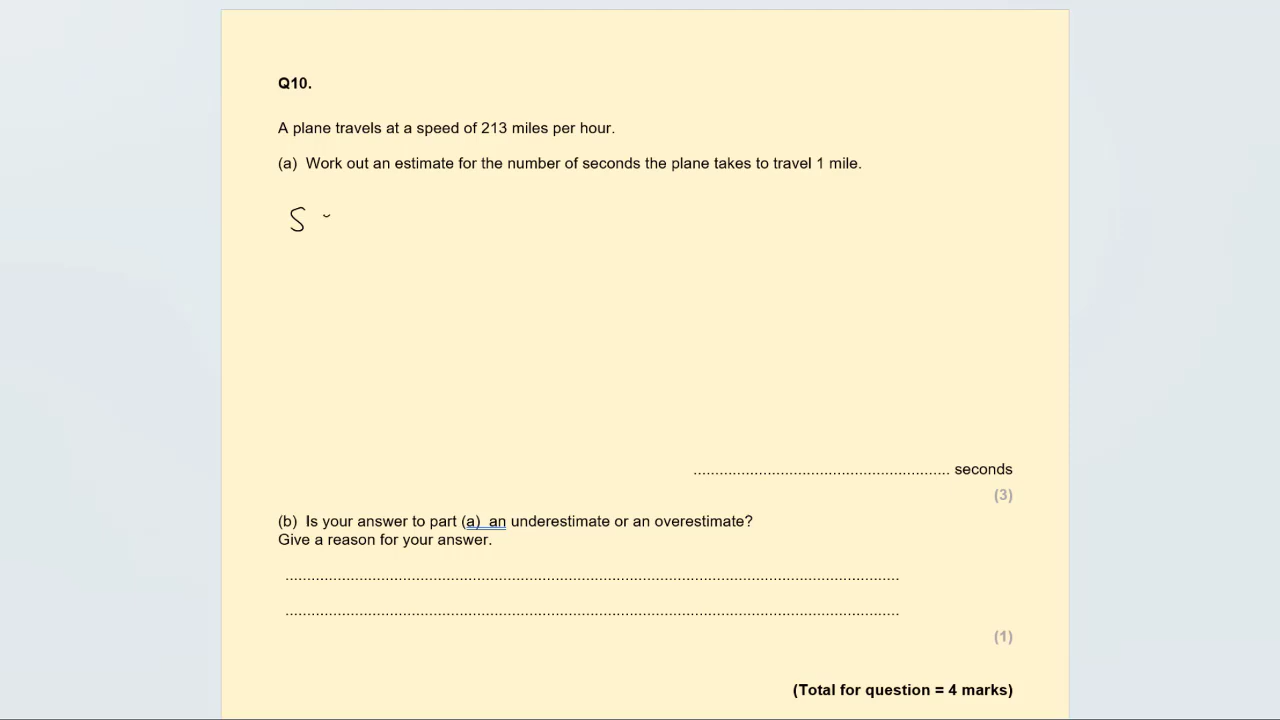 Q10.
A plane travels at a speed of 213 miles per hour.
(a) Work out an estimate for the number of seconds the plane takes to travel 1 mile.
S
.......................................................... seconds
(3)
(b) Is your answer to part (a) an underestimate or an overestimate?
Give a reason for your answer.
..........................................................................................................................................
..........................................................................................................................................
(1)
(Total for question = 4 marks)